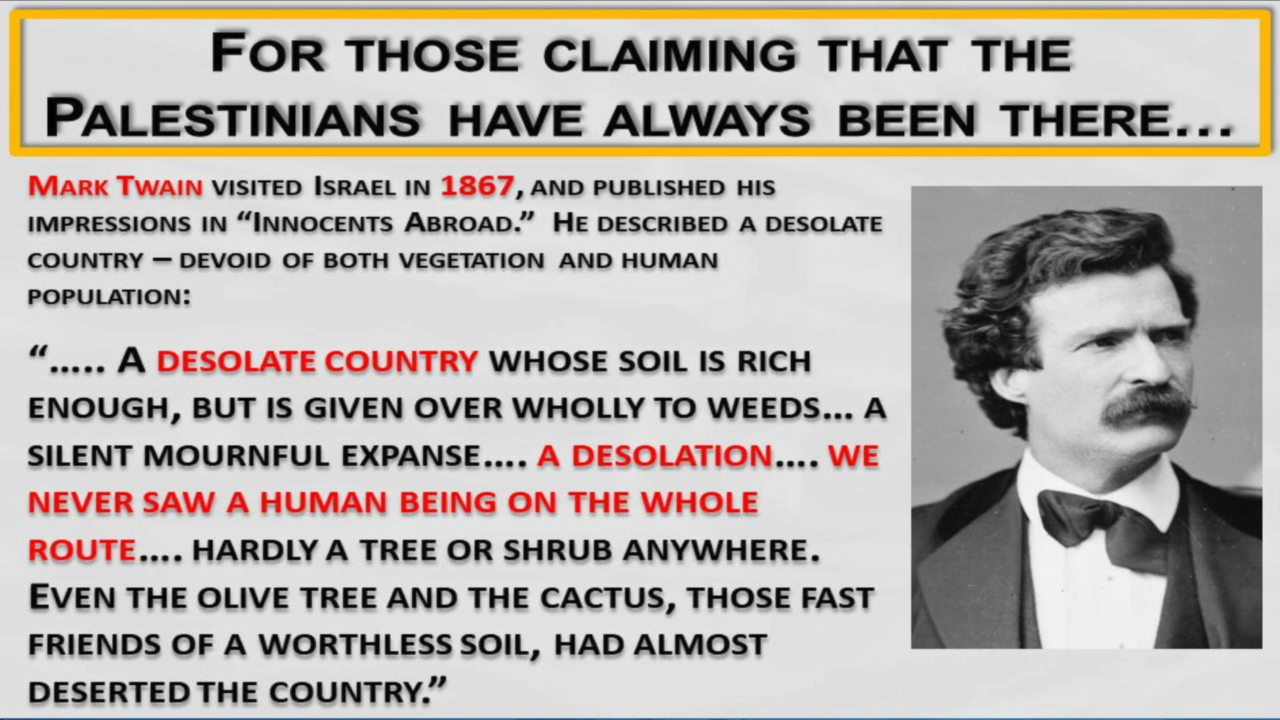 FOR THOSE CLAIMING THAT THE
PALESTINIANS HAVE ALWAYS BEEN THERE...
MARK TWAIN VISITED ISRAEL IN 1867, AND PUBLISHED HIS
IMPRESSIONS IN “INNOCENTS ABROAD.” HE DESCRIBED A DESOLATE
COUNTRY – DEVOID OF BOTH VEGETATION AND HUMAN
POPULATION:
“..... A DESOLATE COUNTRY WHOSE SOIL IS RICH
ENOUGH, BUT IS GIVEN OVER WHOLLY TO WEEDS... A
SILENT MOURNFUL EXPANSE.... A DESOLATION.... WE
NEVER SAW A HUMAN BEING ON THE WHOLE
ROUTE.... HARDLY A TREE OR SHRUB ANYWHERE.
EVEN THE OLIVE TREE AND THE CACTUS, THOSE FAST
FRIENDS OF A WORTHLESS SOIL, HAD ALMOST
DESERTED THE COUNTRY.”